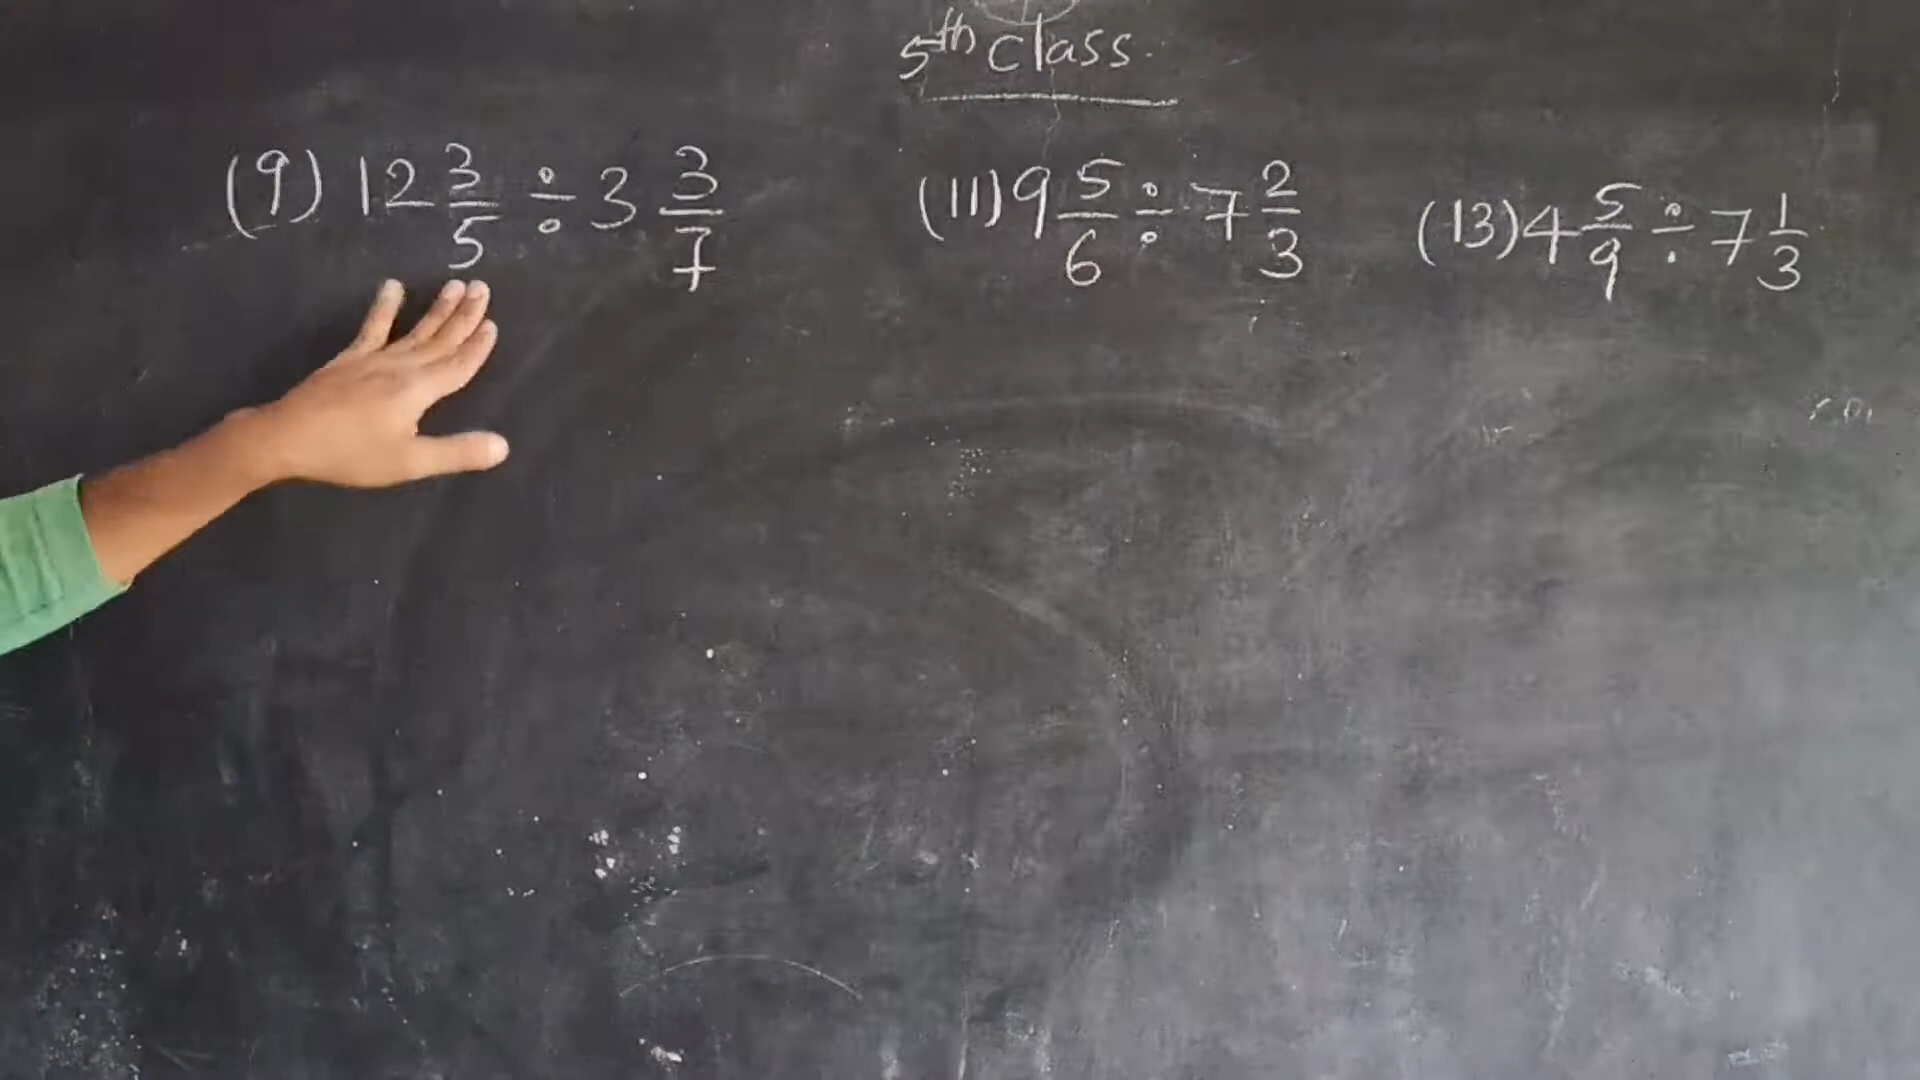 5th Class.
(9) 12 3/5 ÷ 3 3/7
(11) 9 5/6 ÷ 7 2/3
(13) 4 5/9 ÷ 7 1/3